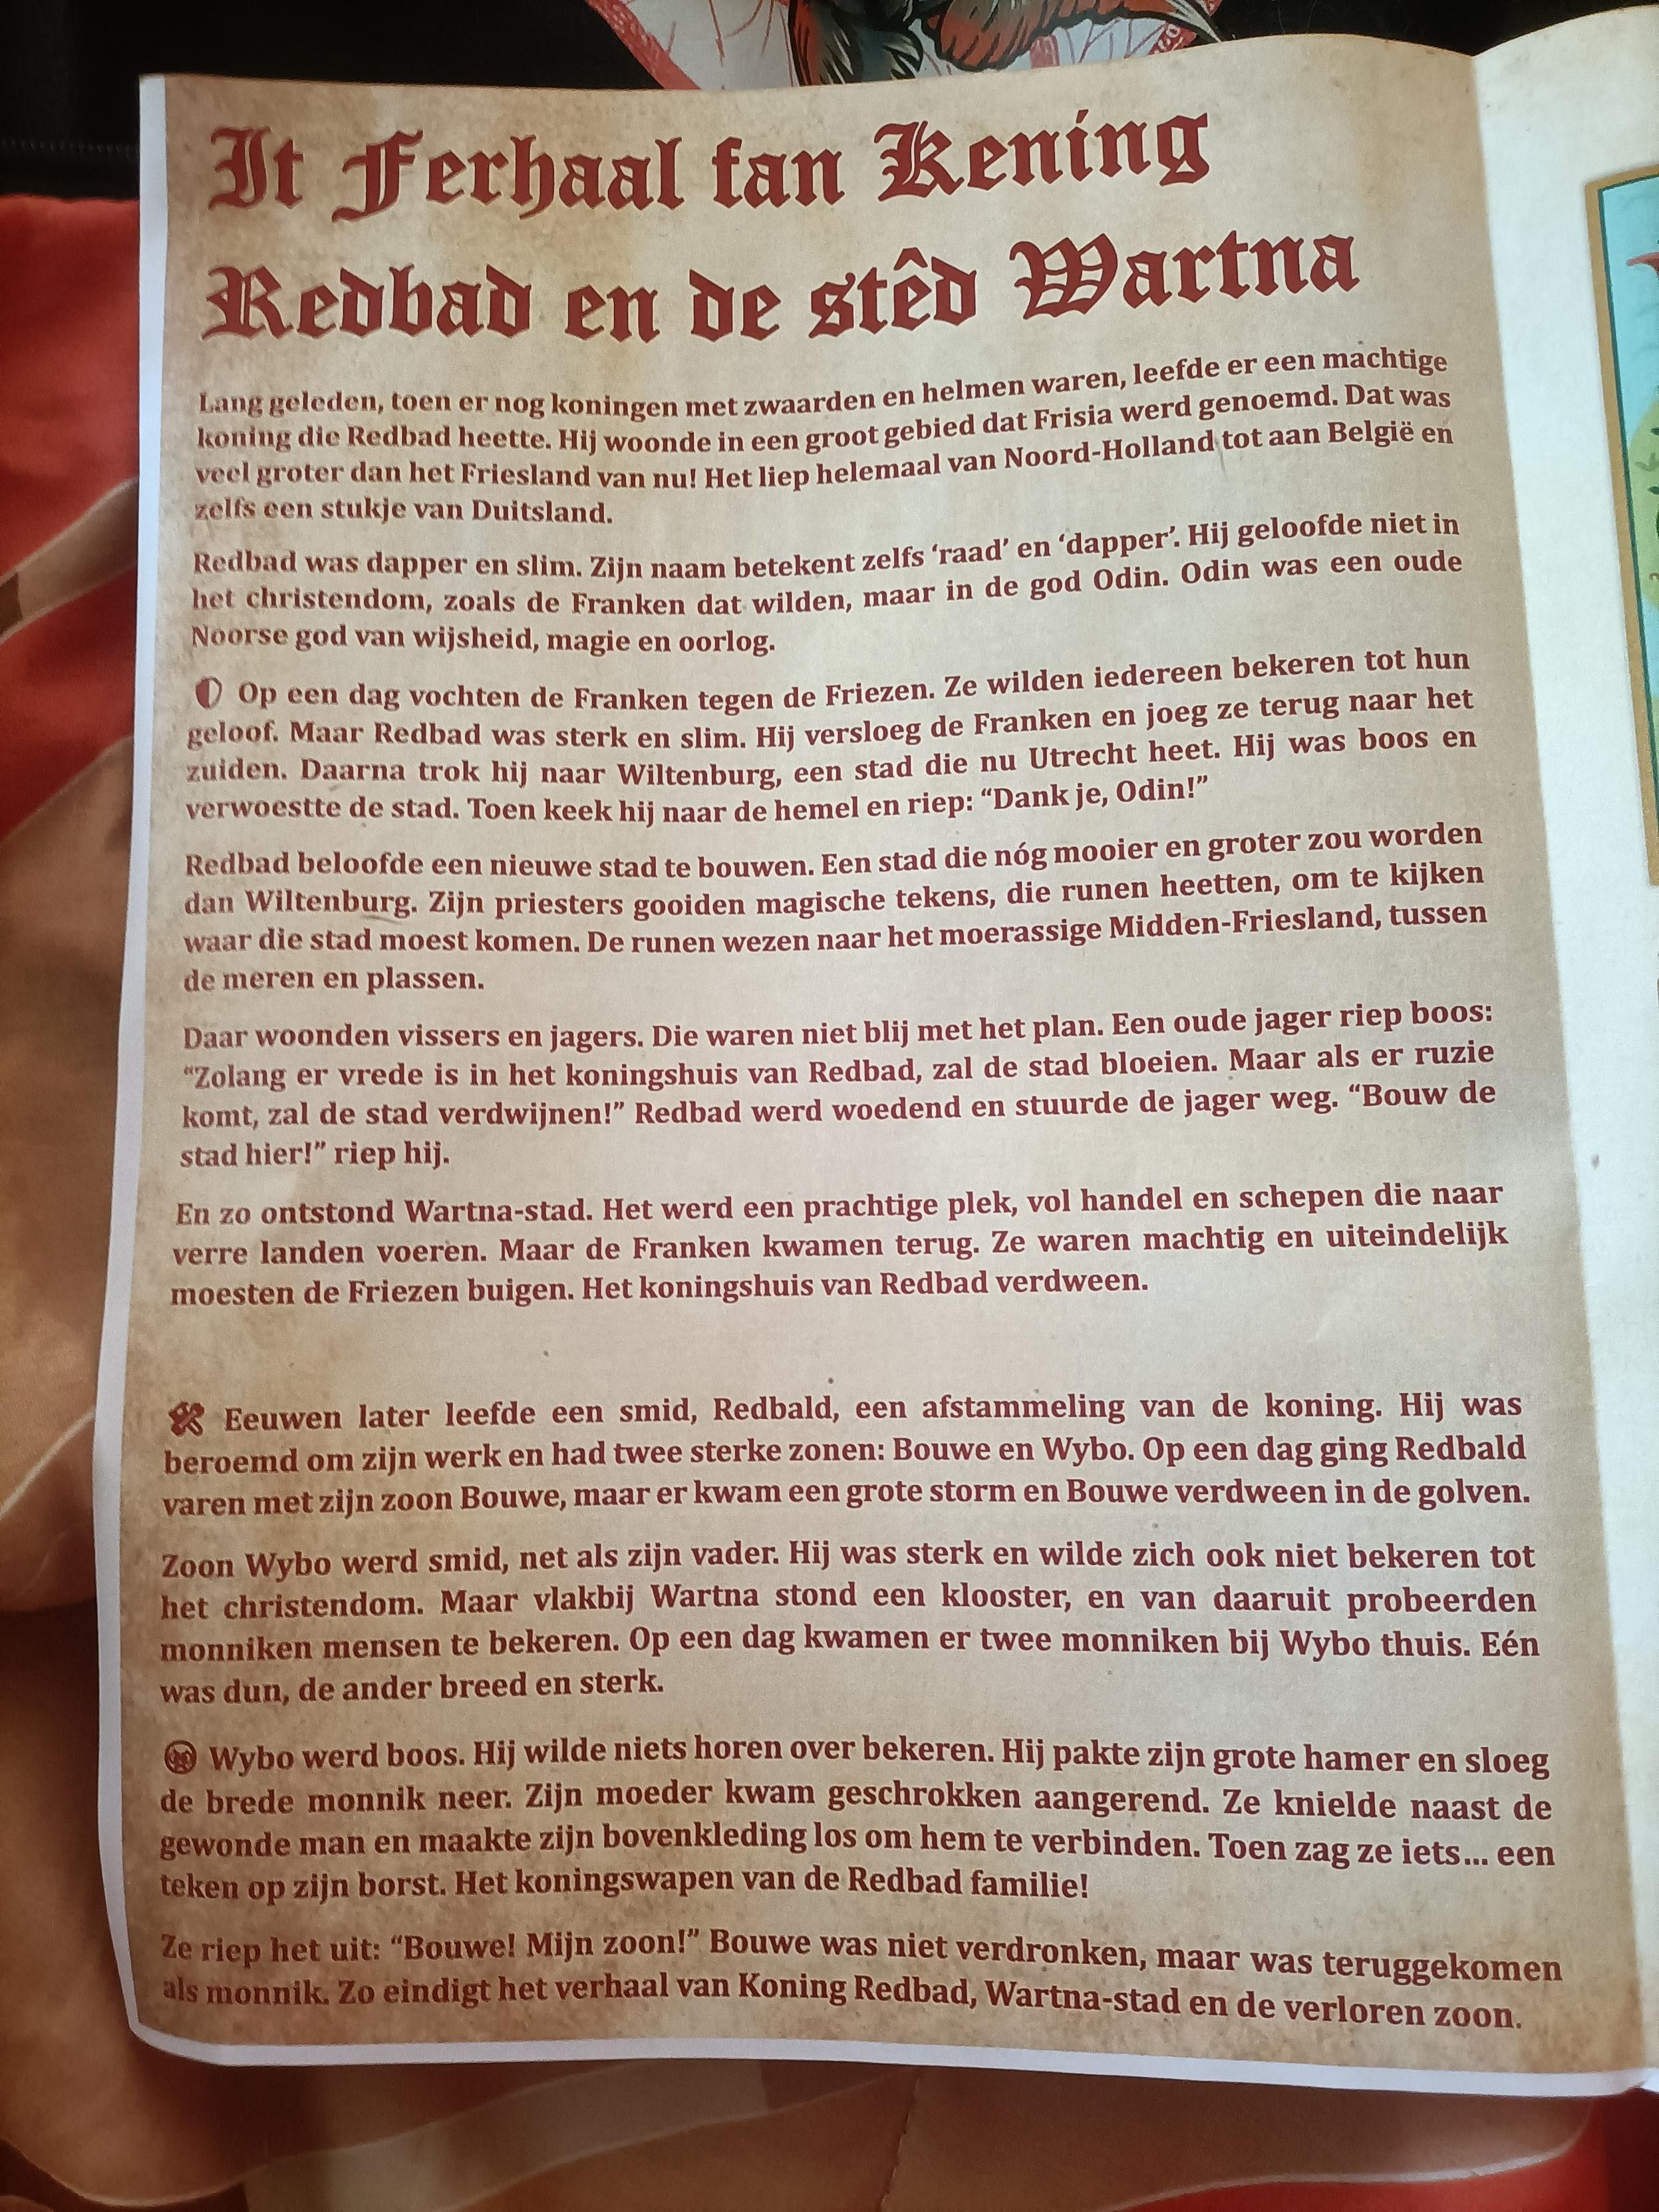 It Ferhaal fan Kening
Redbad en de stêd Wartna
Lang geleden, toen er nog koningen met zwaarden en helmen waren, leefde er een machtige
koning die Redbad heette. Hij woonde in een groot gebied dat Frisia werd genoemd. Dat was
veel groter dan het Friesland van nu! Het liep helemaal van Noord-Holland tot aan België en
zelfs een stukje van Duitsland.
Redbad was dapper en slim. Zijn naam betekent zelfs ‘raad’ en ‘dapper’. Hij geloofde niet in
het christendom, zoals de Franken dat wilden, maar in de god Odin. Odin was een oude
Noorse god van wijsheid, magie en oorlog.
Op een dag vochten de Franken tegen de Friezen. Ze wilden iedereen bekeren tot hun
geloof. Maar Redbad was sterk en slim. Hij versloeg de Franken en joeg ze terug naar het
zuiden. Daarna trok hij naar Wiltenburg, een stad die nu Utrecht heet. Hij was boos en
verwoestte de stad. Toen keek hij naar de hemel en riep: “Dank je, Odin!”
Redbad beloofde een nieuwe stad te bouwen. Een stad die nóg mooier en groter zou worden
dan Wiltenburg. Zijn priesters gooiden magische tekens, die runen heetten, om te kijken
waar die stad moest komen. De runen wezen naar het moerassige Midden-Friesland, tussen
de meren en plassen.
Daar woonden vissers en jagers. Die waren niet blij met het plan. Een oude jager riep boos:
“Zolang er vrede is in het koningshuis van Redbad, zal de stad bloeien. Maar als er ruzie
komt, zal de stad verdwijnen!” Redbad werd woedend en stuurde de jager weg. “Bouw de
stad hier!” riep hij.
En zo ontstond Wartna-stad. Het werd een prachtige plek, vol handel en schepen die naar
verre landen voeren. Maar de Franken kwamen terug. Ze waren machtig en uiteindelijk
moesten de Friezen buigen. Het koningshuis van Redbad verdween.
Eeuwen later leefde een smid, Redbald, een afstammeling van de koning. Hij was
beroemd om zijn werk en had twee sterke zonen: Bouwe en Wybo. Op een dag ging Redbald
varen met zijn zoon Bouwe, maar er kwam een grote storm en Bouwe verdween in de golven.
Zoon Wybo werd smid, net als zijn vader. Hij was sterk en wilde zich ook niet bekeren tot
het christendom. Maar vlakbij Wartna stond een klooster, en van daaruit probeerden
monniken mensen te bekeren. Op een dag kwamen er twee monniken bij Wybo thuis. Eén
was dun, de ander breed en sterk.
Wybo werd boos. Hij wilde niets horen over bekeren. Hij pakte zijn grote hamer en sloeg
de brede monnik neer. Zijn moeder kwam geschrokken aangerend. Ze knielde naast de
gewonde man en maakte zijn bovenkleding los om hem te verbinden. Toen zag ze iets... een
teken op zijn borst. Het koningswapen van de Redbad familie!
Ze riep het uit: “Bouwe! Mijn zoon!” Bouwe was niet verdronken, maar was teruggekomen
als monnik. Zo eindigt het verhaal van Koning Redbad, Wartna-stad en de verloren zoon.